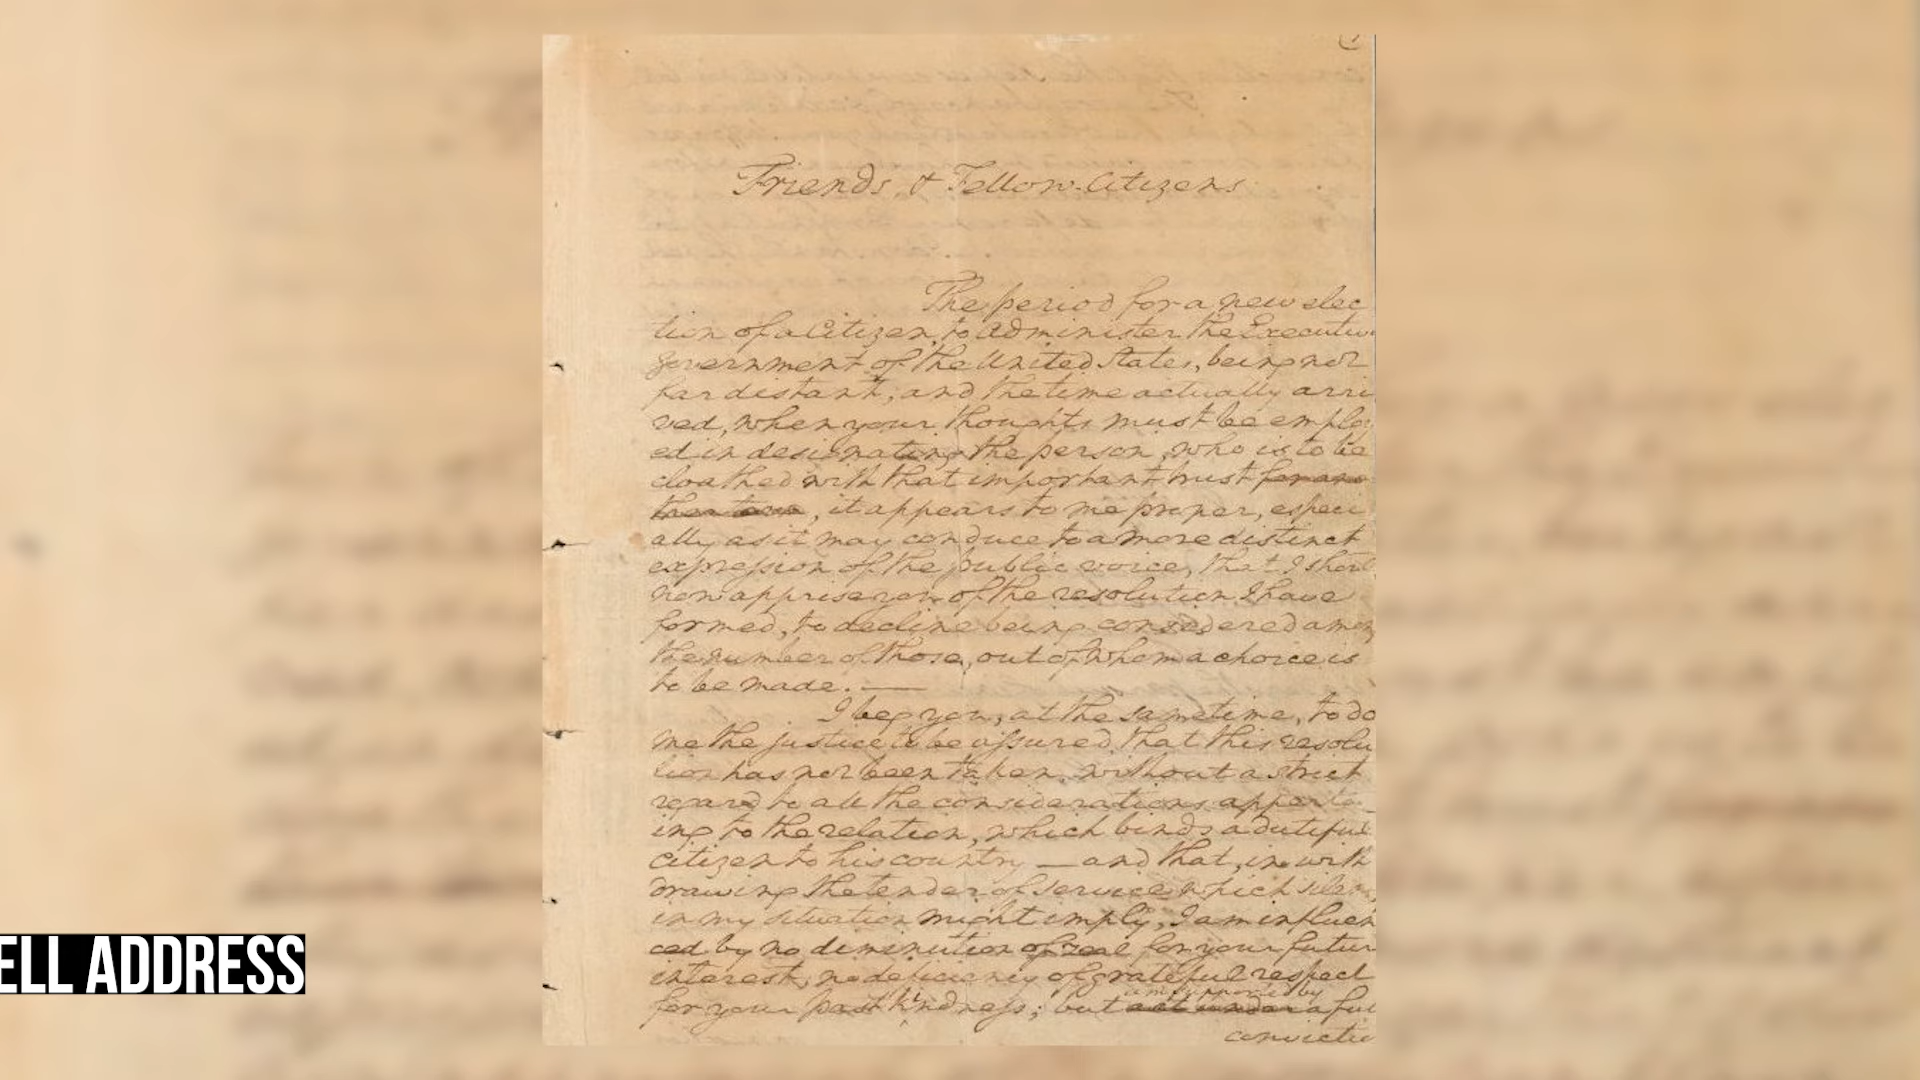 Friends, & Fellow-Citizens
The period for a new elec
tion of a Citizen, to Administer the Executive
government of the United States, being not
far distant; and the time actually arri
ved, when your thoughts must be employ
ed in designating the person, who is to be
cloathed with that important trust for ano
ther term, it appears to me proper, especi
ally as it may conduce to a more distinct
expression of the public voice, that I should
now apprise you of the resolution I have
formed, to decline being considered among
the number of those, out of whom a choice is
to be made. —
I beg you, at the sametime, to do
me the justice to be assured, that this resolu
tion has not been taken, without a strict
regard to all the considerations apperta
ing to the relation, which binds a dutiful
citizen to his country — and that, in with
drawing the tender of service which silence
in my situation might imply, I am influen
ced by no diminution of zeal for your future
interest, no deficiency of grateful respect
for your past kindness; but act under a full
am supported by
convictio
ELL ADDRESS